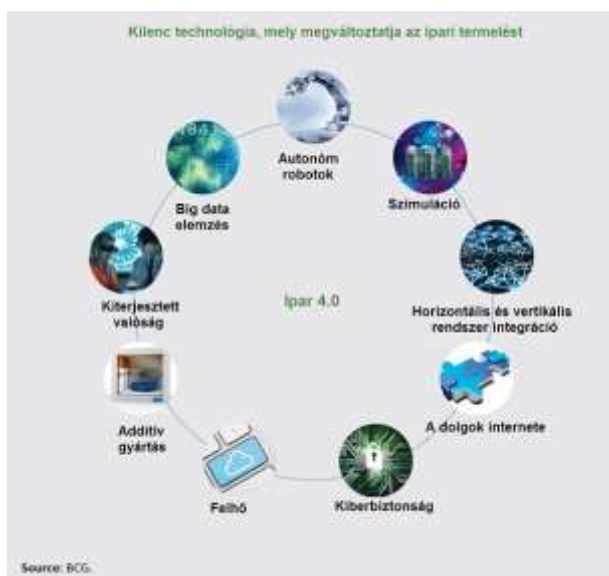 Kilenc technológia, mely megváltoztatja az ipari termelést
Autonóm
robotok
Szimuláció
Horizontális és vertikális
rendszer integráció
A dolgok internete
Kiberbiztonság
Felhő
Additív
gyártás
Kiterjesztett
valóság
Big data
elemzés
Ipar 4.0
Source: BCG.